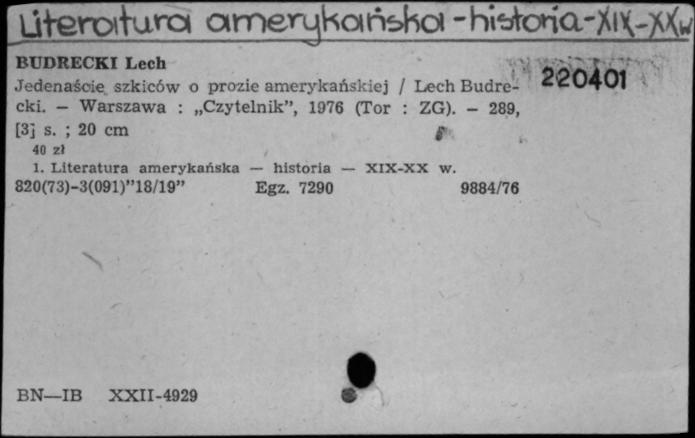 Literatura amerykańska-historia-XIX-XXw
BUDRECKI Lech
220401
Jedenaście szkiców o prozie amerykańskiej / Lech Budre-
cki. — Warszawa : „Czytelnik”, 1976 (Tor : ZG). — 289,
[3] s. ; 20 cm
40 zł
1. Literatura amerykańska — historia — XIX-XX w.
820(73)-3(091)”18/19” Egz. 7290 9884/76
BN—IB XXII-4929